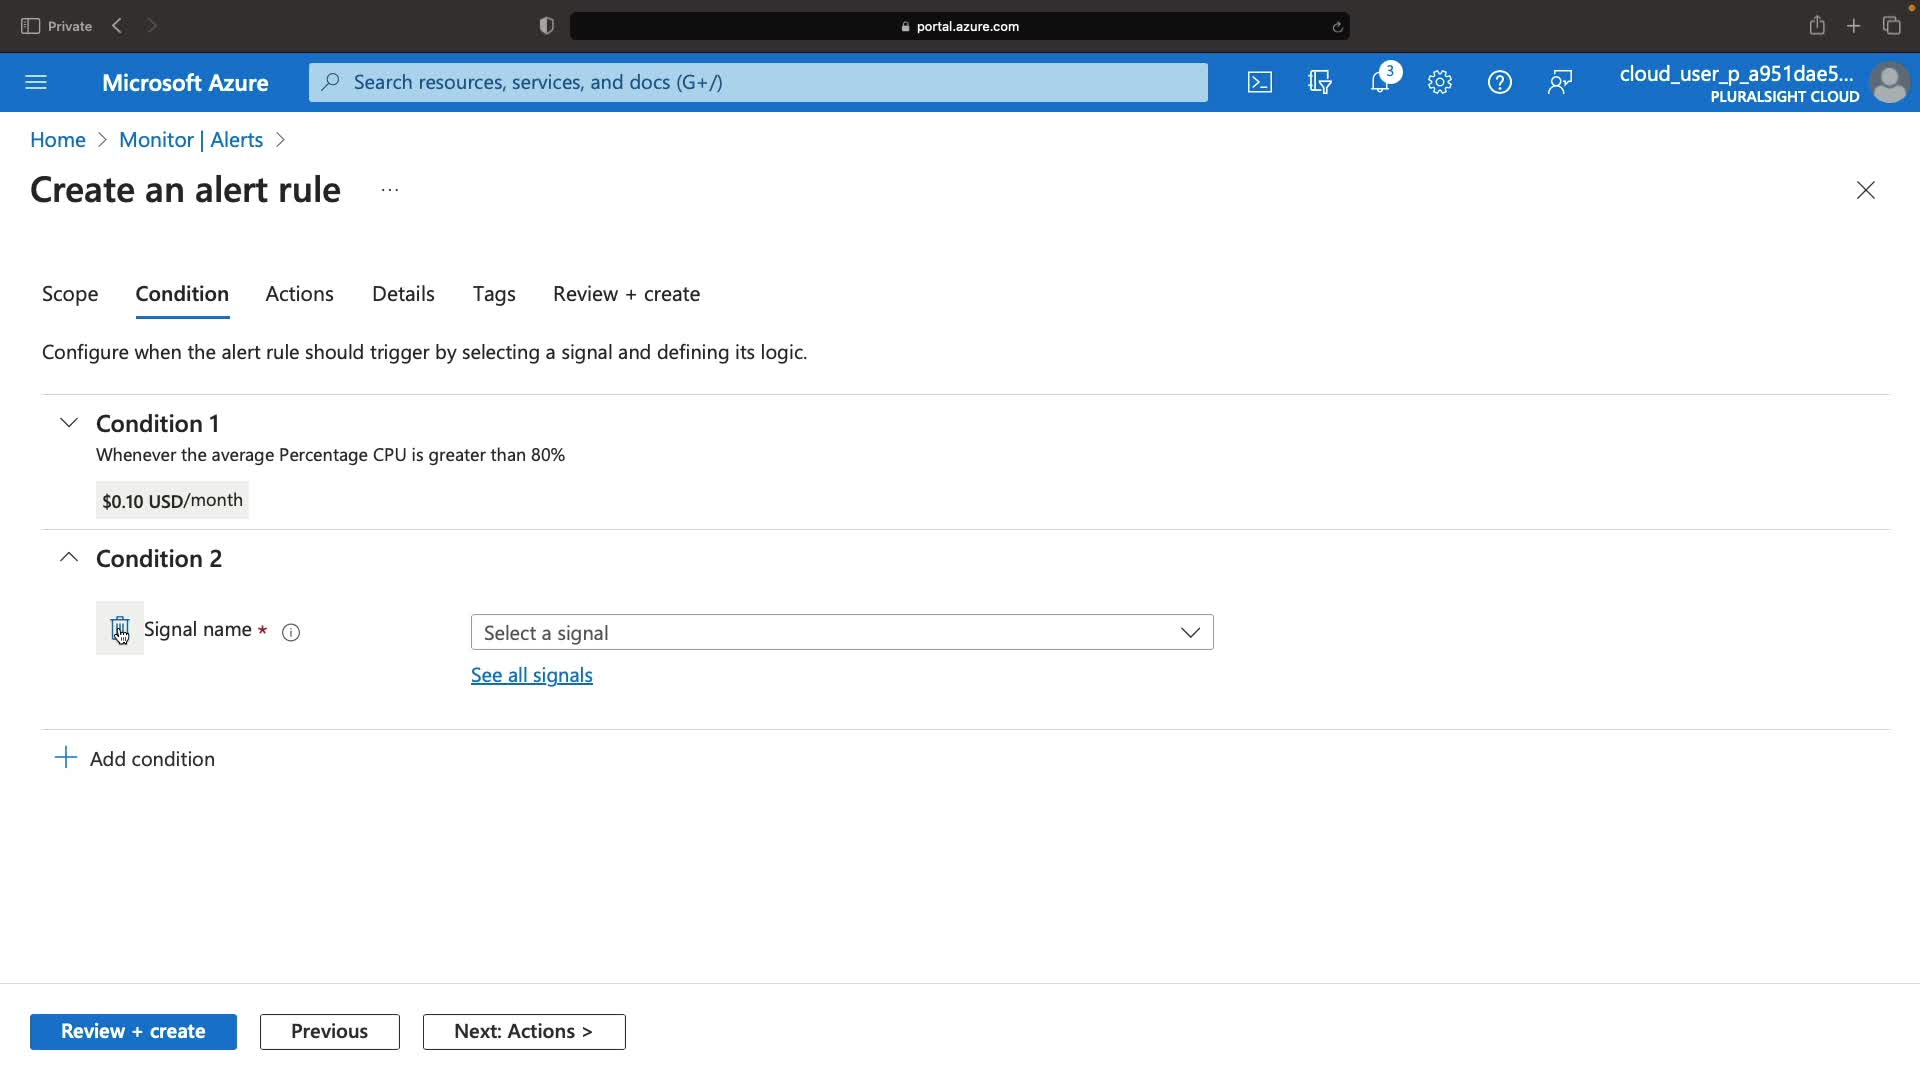 Private
portal.azure.com
Microsoft Azure
Search resources, services, and docs (G+/)
3
cloud_user_p_a951dae5...
PLURALSIGHT CLOUD
Home > Monitor | Alerts >
Create an alert rule ...
Scope Condition Actions Details Tags Review + create
Configure when the alert rule should trigger by selecting a signal and defining its logic.
Condition 1
Whenever the average Percentage CPU is greater than 80%
$0.10 USD/month
Condition 2
Signal name * Select a signal
See all signals
Add condition
Review + create Previous Next: Actions >